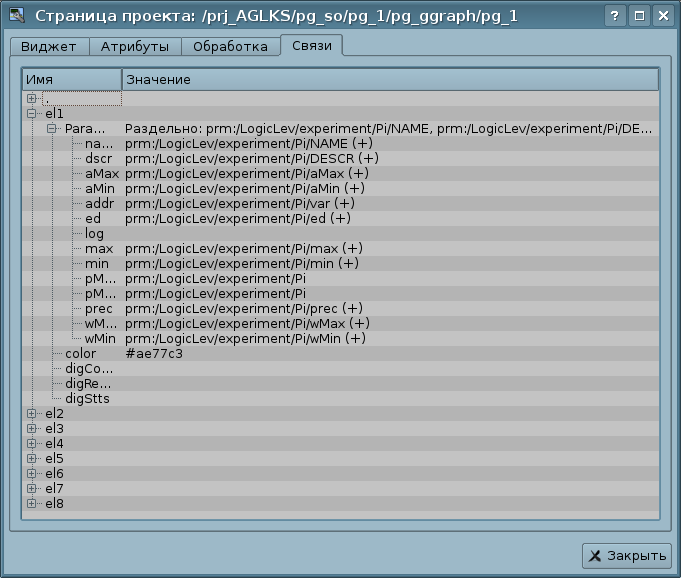 Страница проекта: /prj_AGLKS/pg_so/pg_1/pg_ggraph/pg_1
Виджет Атрибуты Обработка Связи
Имя Значение
.
el1
Para... Раздельно: prm:/LogicLev/experiment/Pi/NAME, prm:/LogicLev/experiment/Pi/DE...
na... prm:/LogicLev/experiment/Pi/NAME (+)
dscr prm:/LogicLev/experiment/Pi/DESCR (+)
aMax prm:/LogicLev/experiment/Pi/aMax (+)
aMin prm:/LogicLev/experiment/Pi/aMin (+)
addr prm:/LogicLev/experiment/Pi/var (+)
ed prm:/LogicLev/experiment/Pi/ed (+)
log
max prm:/LogicLev/experiment/Pi/max (+)
min prm:/LogicLev/experiment/Pi/min (+)
pM... prm:/LogicLev/experiment/Pi
pM... prm:/LogicLev/experiment/Pi
prec prm:/LogicLev/experiment/Pi/prec (+)
wM... prm:/LogicLev/experiment/Pi/wMax (+)
wMin prm:/LogicLev/experiment/Pi/wMin (+)
color #ae77c3
digCo...
digRe...
digStts
el2
el3
el4
el5
el6
el7
el8
Закрыть